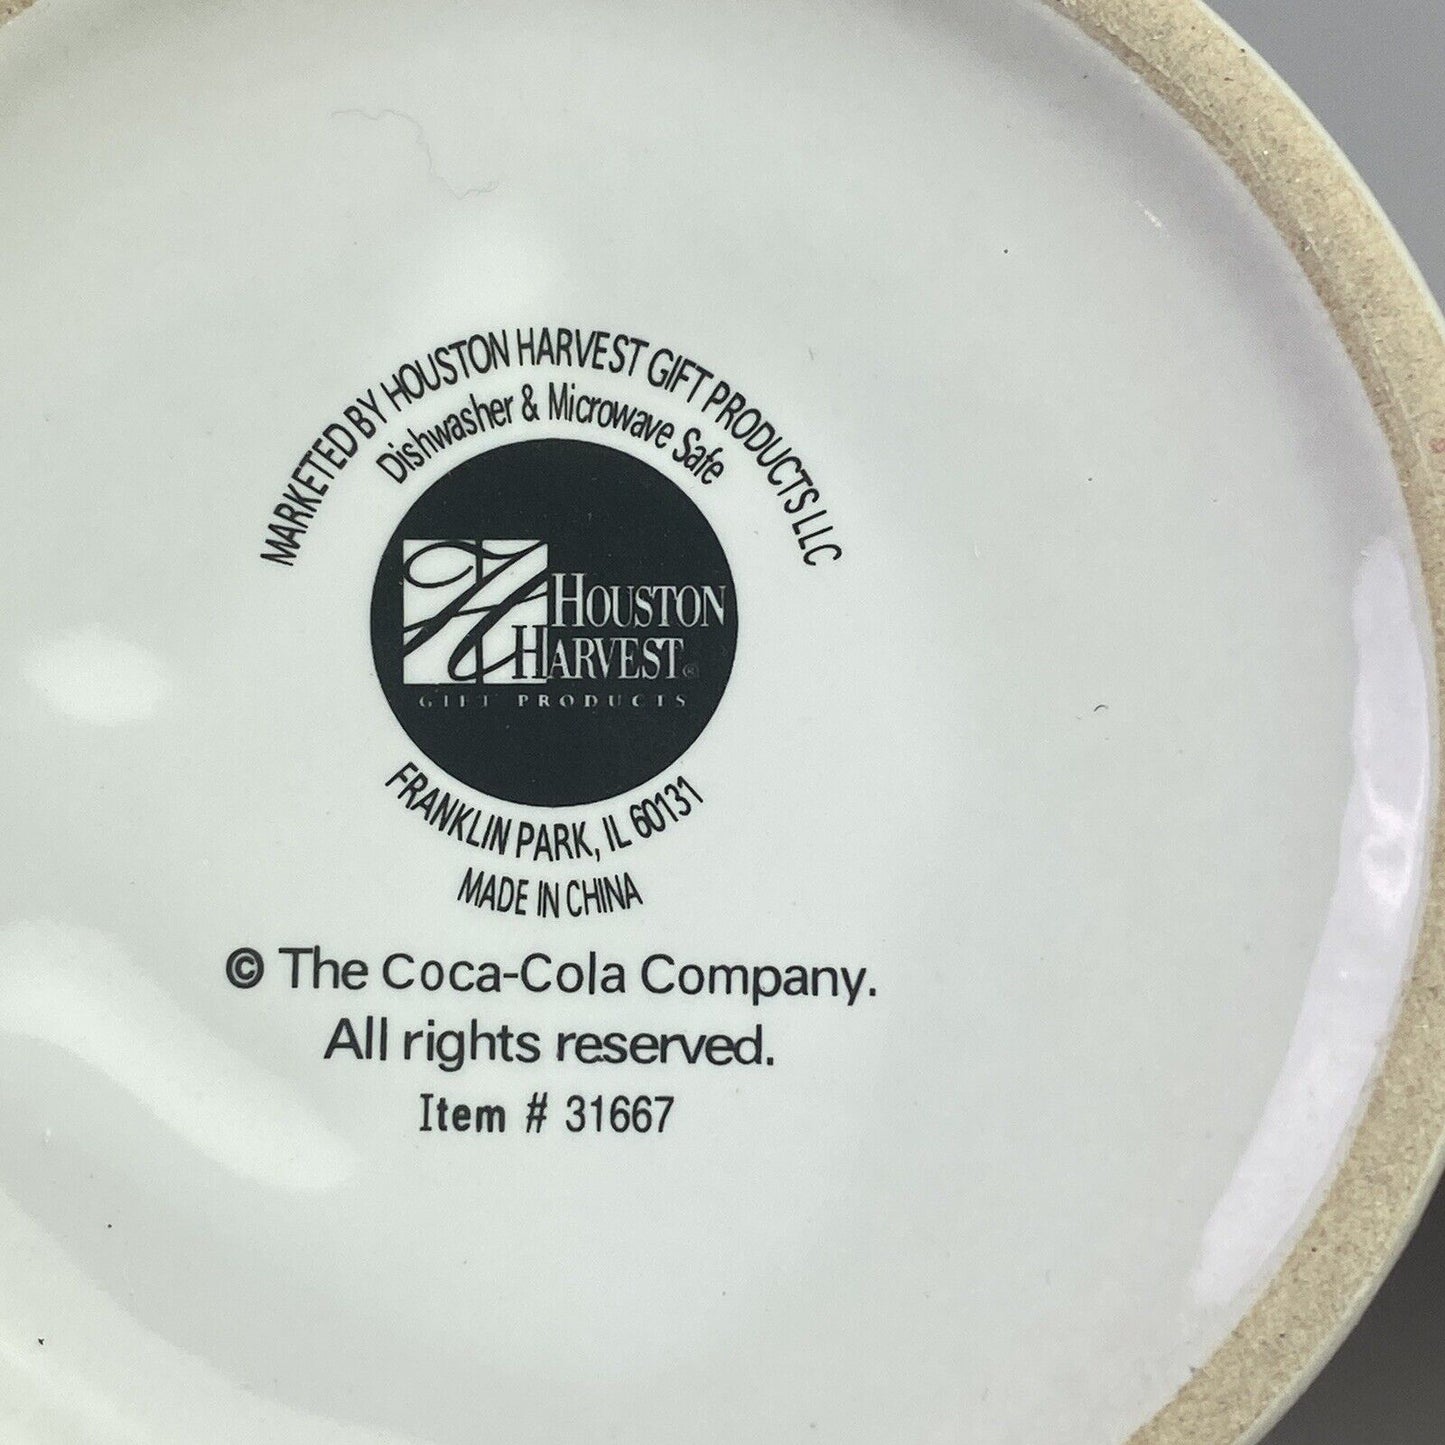 MARKETED BY HOUSTON HARVEST GIFT PRODUCTS LLC
Dishwasher & Microwave Safe
HOUSTON
HARVEST®
GIFT PRODUCTS
FRANKLIN PARK, IL 60131
MADE IN CHINA
© The Coca-Cola Company.
All rights reserved.
Item # 31667